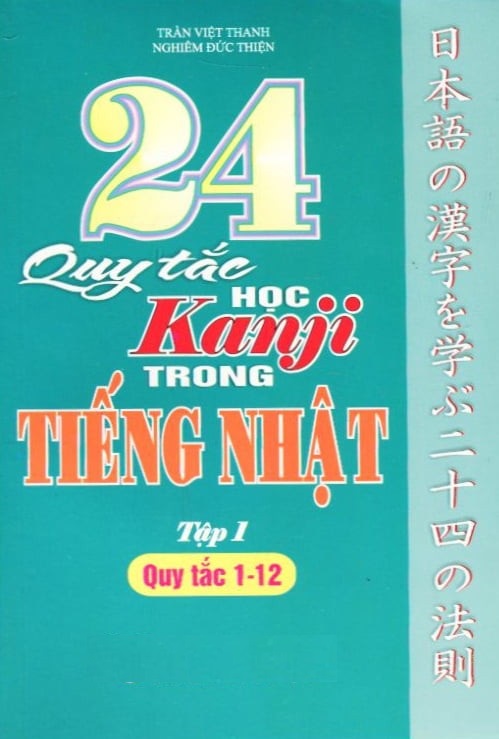 TRẦN VIỆT THANH
NGHIÊM ĐỨC THIỆN
24
Quy tắc
HỌC
Kanji
TRONG
TIẾNG NHẬT
Tập 1
Quy tắc 1-12
日本語の漢字を学ぶ二十四の法則